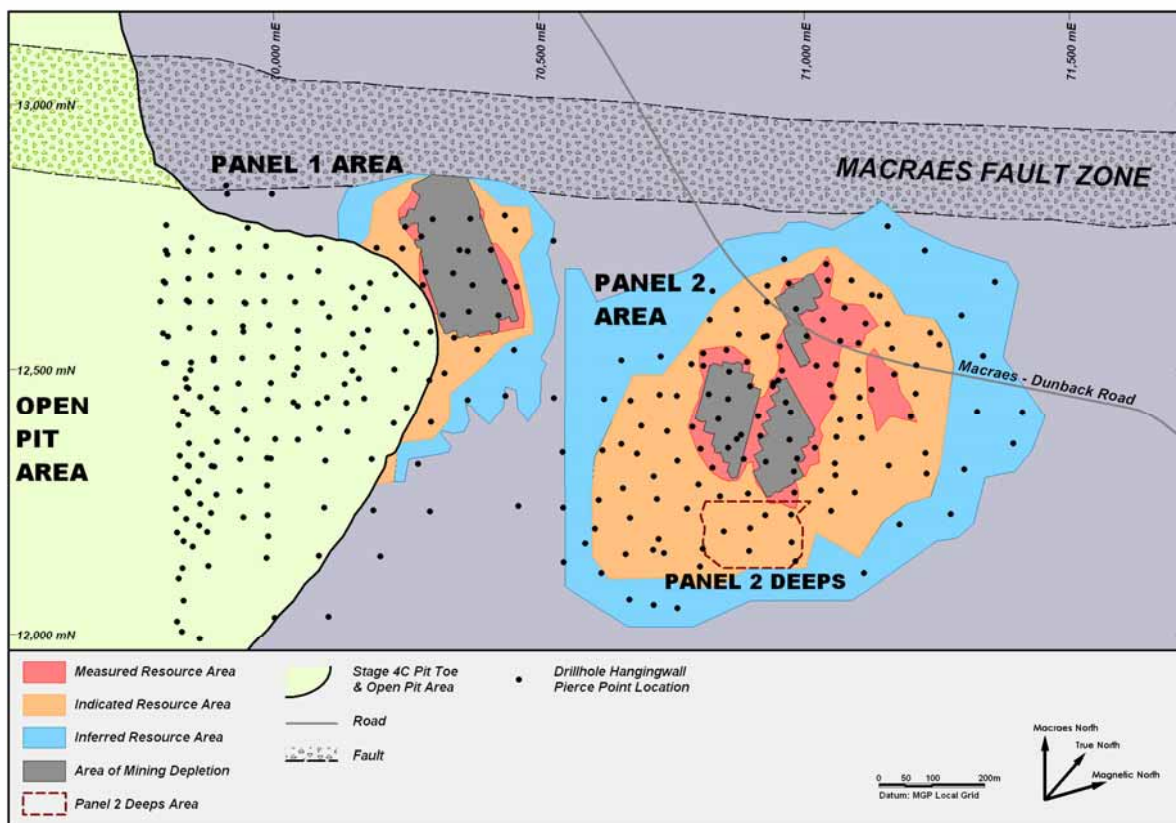 70,000 mE
70,500 mE
71,000 mE
71,500 mE
13,000 mN
PANEL 1 AREA
MACRAES FAULT ZONE
PANEL 2
AREA
12,500 mN
Macraes - Dunback Road
OPEN
PIT
AREA
PANEL 2 DEEPS
12,000 mN
Measured Resource Area
Indicated Resource Area
Inferred Resource Area
Area of Mining Depletion
Panel 2 Deeps Area
Stage 4C Pit Toe
& Open Pit Area
Road
Fault
Drillhole Hangingwall
Pierce Point Location
0 50 100 200m
Datum: MGP Local Grid
Macraes North
True North
Magnetic North